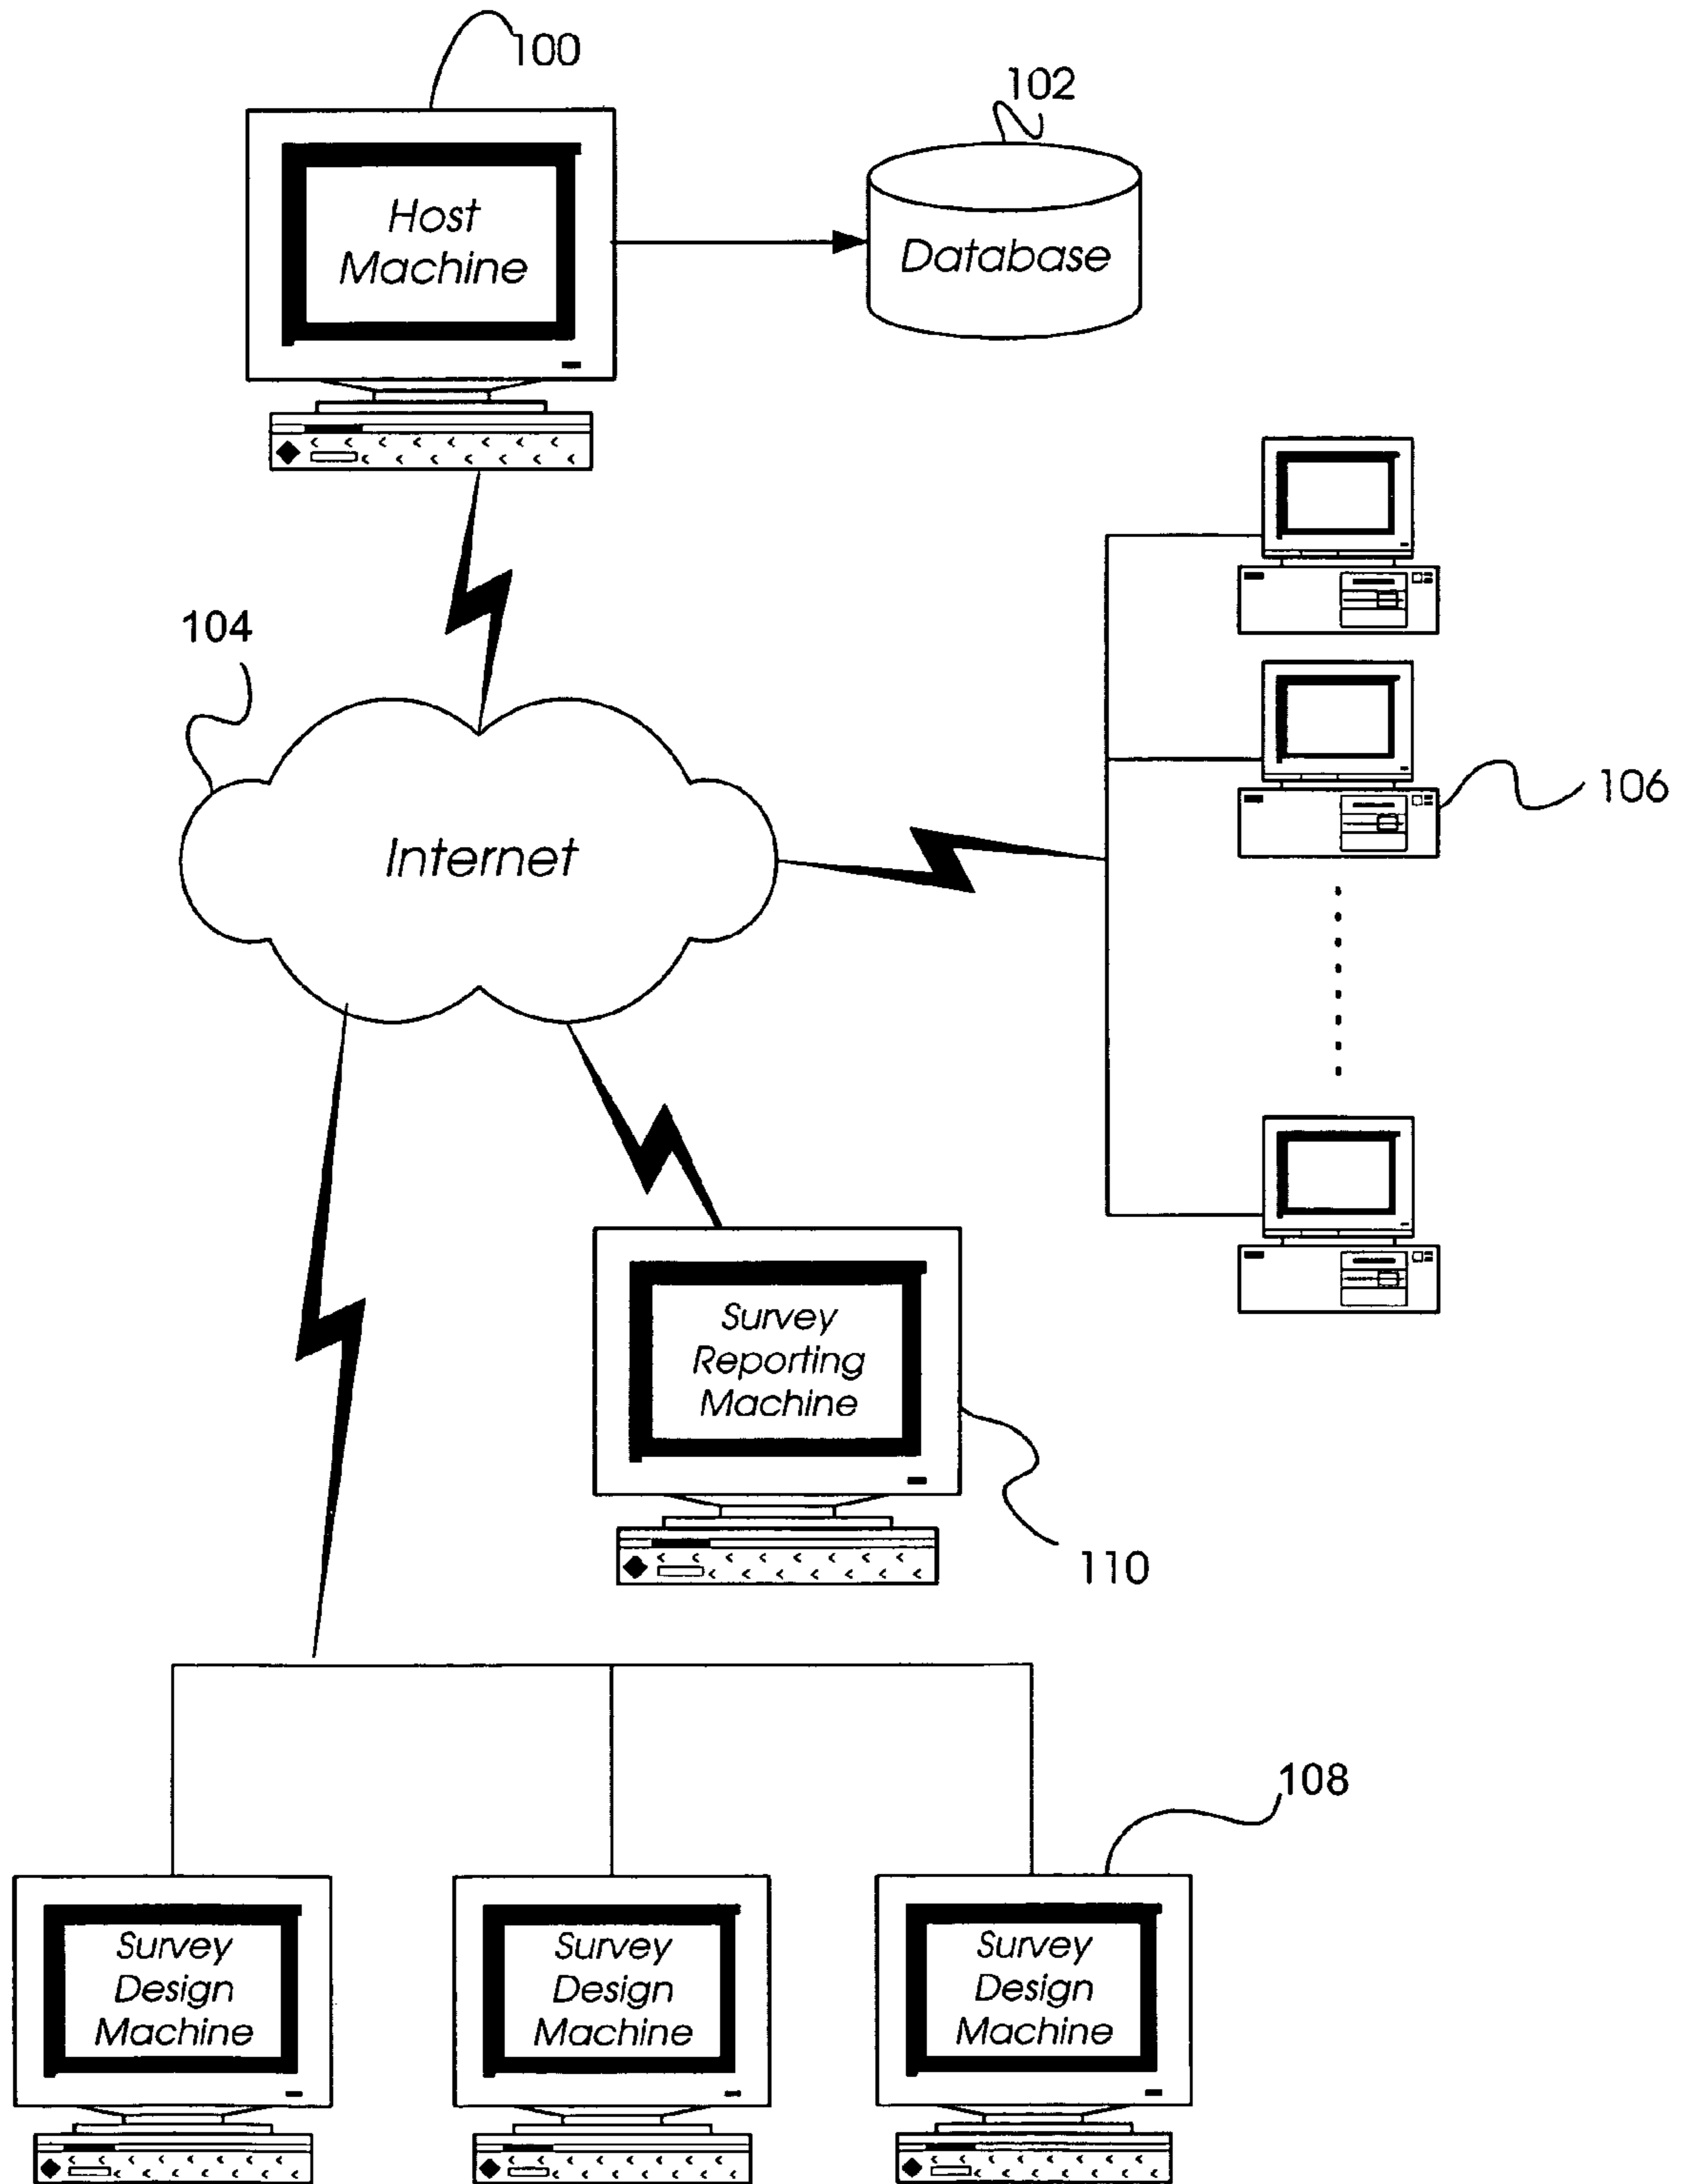 100
102
Host
Machine
Database
104
106
Internet
Survey
Reporting
Machine
110
108
Survey
Design
Machine
Survey
Design
Machine
Survey
Design
Machine